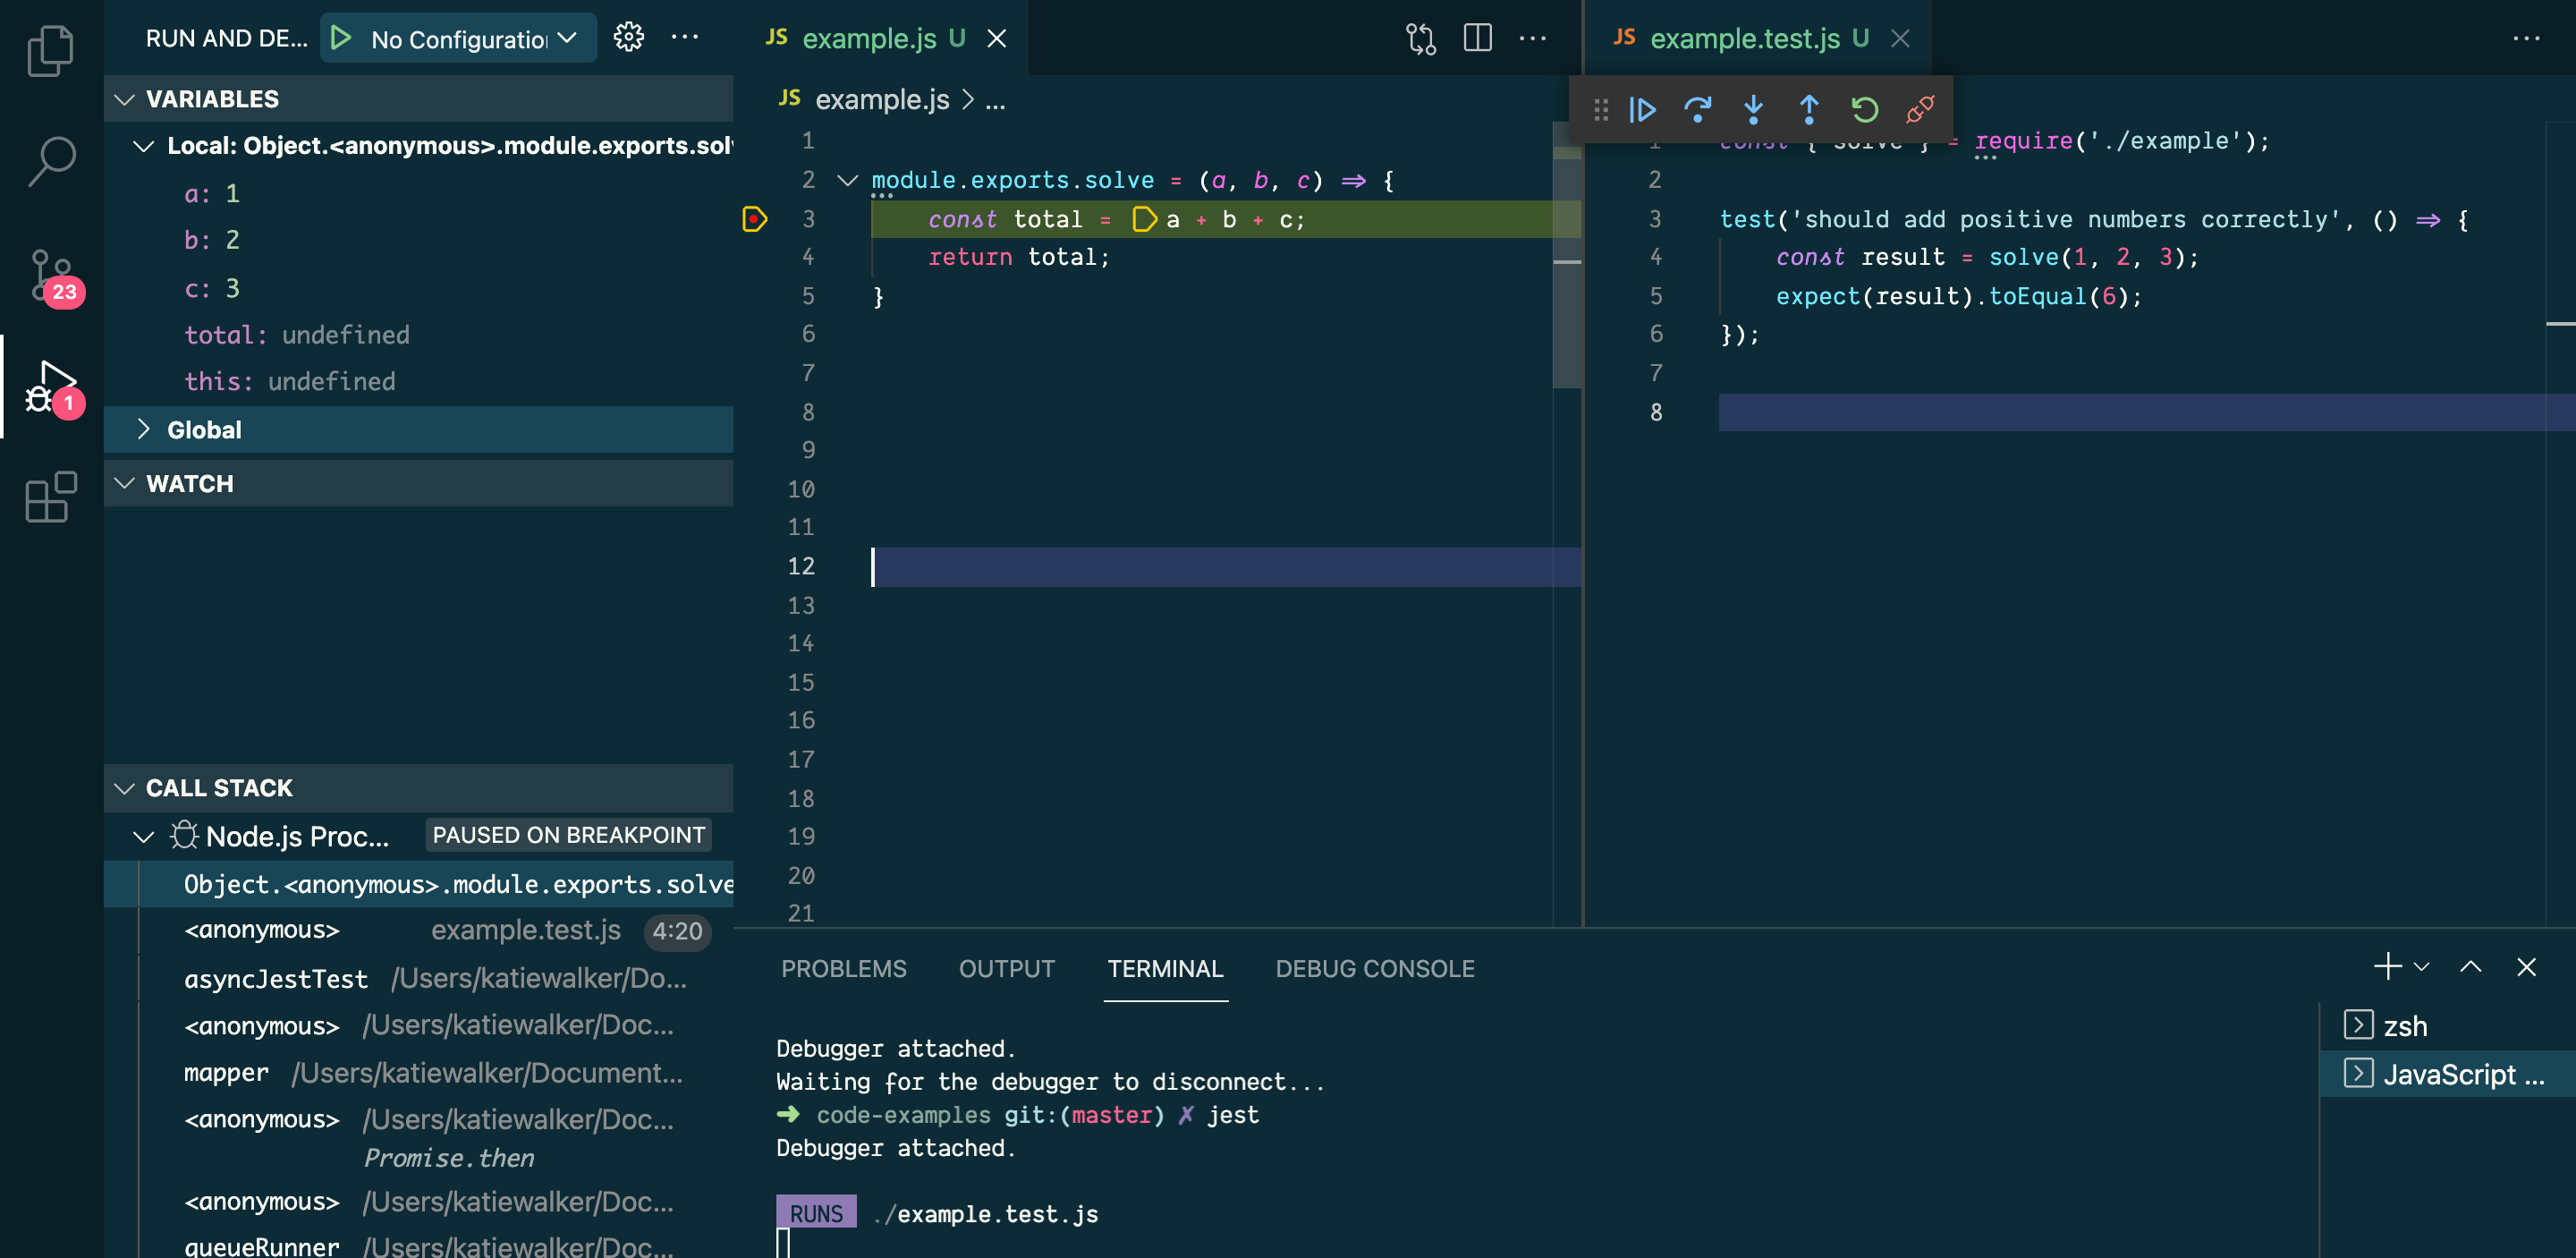 RUN AND DE... No Configuratio
VARIABLES
Local: Object.<anonymous>.module.exports.sol
a: 1
b: 2
c: 3
total: undefined
this: undefined
Global
WATCH
CALL STACK
Node.js Proc... PAUSED ON BREAKPOINT
Object.<anonymous>.module.exports.solve
<anonymous> example.test.js 4:20
asyncJestTest /Users/katiewalker/Do...
<anonymous> /Users/katiewalker/Doc...
mapper /Users/katiewalker/Document...
<anonymous> /Users/katiewalker/Doc...
Promise.then
<anonymous> /Users/katiewalker/Doc...
queueRunner /Users/katiewalker/Doc...
23
1
JS example.js U
JS example.js > ...
1
2 module.exports.solve = (a, b, c) => {
3 const total = a + b + c;
4 return total;
5 }
6
7
8
9
10
11
12
13
14
15
16
17
18
19
20
21
JS example.test.js U
1 const { solve } = require('./example');
2
3 test('should add positive numbers correctly', () => {
4 const result = solve(1, 2, 3);
5 expect(result).toEqual(6);
6 });
7
8
PROBLEMS OUTPUT TERMINAL DEBUG CONSOLE
Debugger attached.
Waiting for the debugger to disconnect...
➜ code-examples git:(master) ✗ jest
Debugger attached.
RUNS ./example.test.js
zsh
JavaScript ...